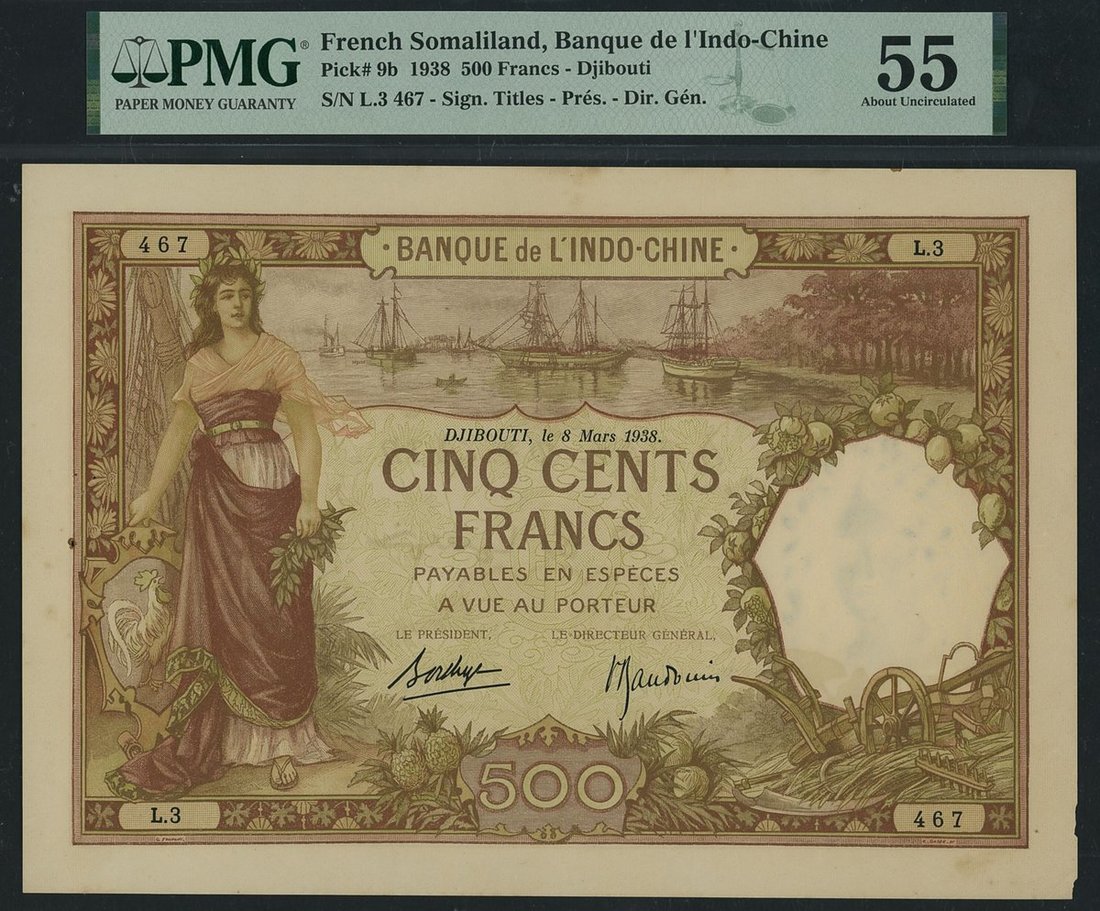 PMG®
PAPER MONEY GUARANTY
French Somaliland, Banque de l'Indo-Chine
Pick# 9b 1938 500 Francs - Djibouti
S/N L.3 467 - Sign. Titles - Prés. - Dir. Gén.
55
About Uncirculated
467
· BANQUE de L'INDO-CHINE ·
L.3
DJIBOUTI, le 8 Mars 1938.
CINQ CENTS
FRANCS
PAYABLES EN ESPÈCES
A VUE AU PORTEUR
LE PRÉSIDENT,
LE DIRECTEUR GÉNÉRAL,
500
L.3
467